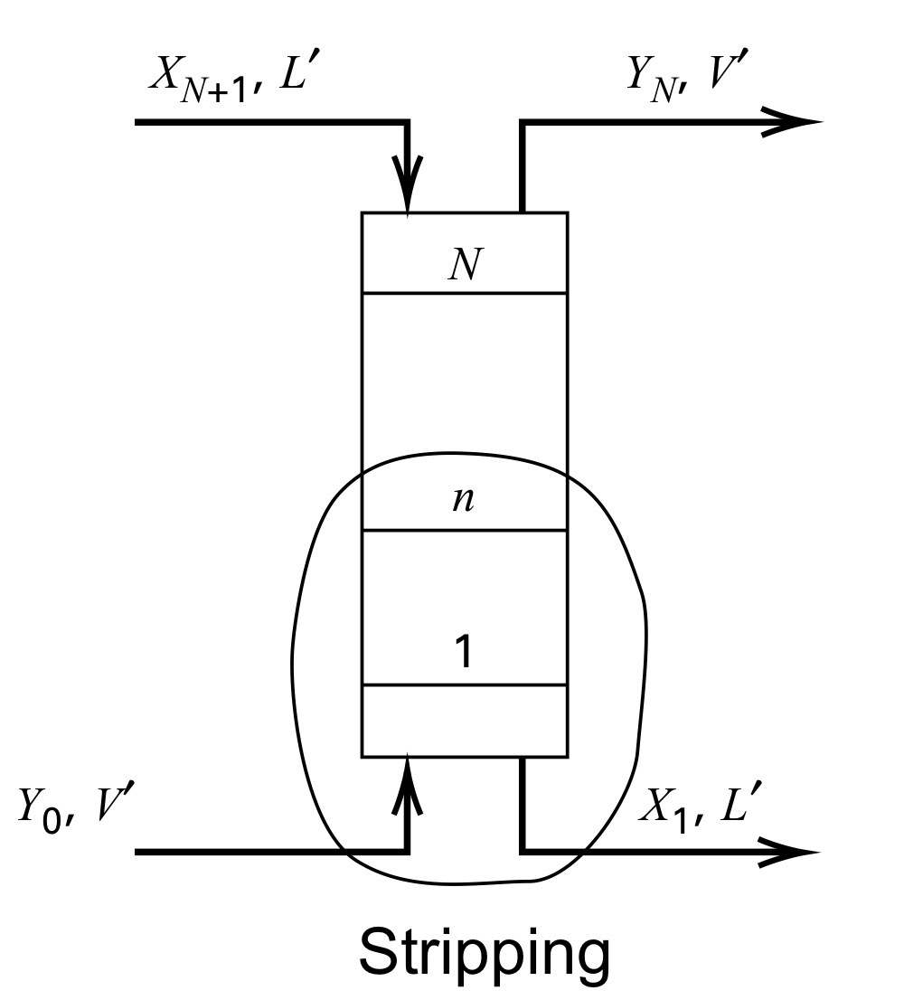 X_{N+1}, L′
Y_N, V′
N
n
1
Y_0, V′
X_1, L′
Stripping